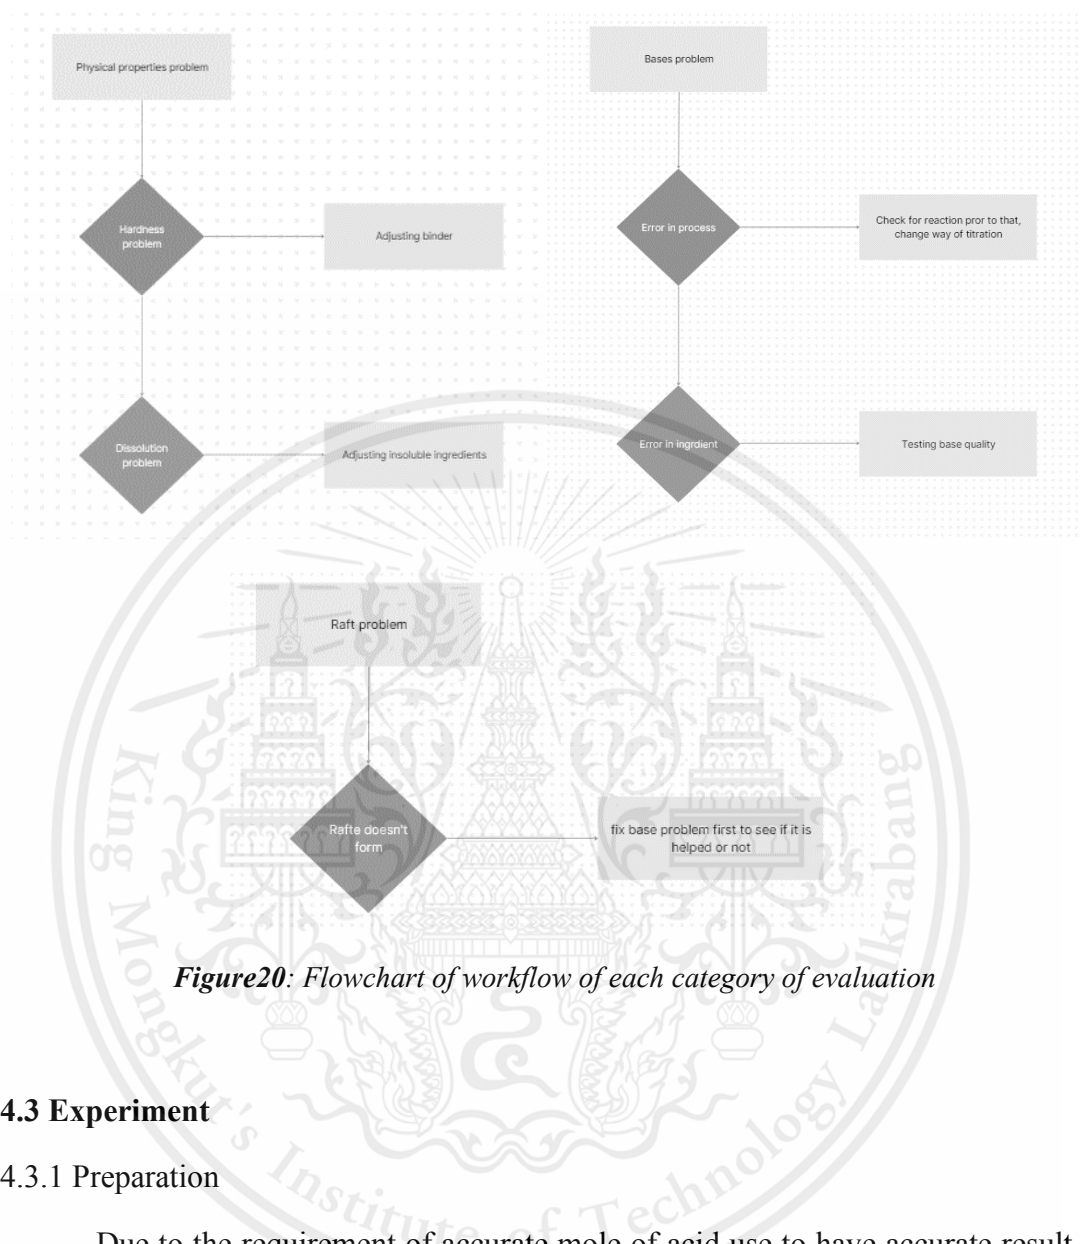 Physical properties problem
Hardness
problem
Adjusting binder
Dissolution
problem
Adjusting insoluble ingredients
Bases problem
Error in process
Check for reaction pror to that,
change way of titration
Error in ingrdient
Testing base quality
Raft problem
Rafte doesn't
form
fix base problem first to see if it is
helped or not
King Mongkut's Institute of Technology Ladkrabang
Figure20: Flowchart of workflow of each category of evaluation
4.3 Experiment
4.3.1 Preparation
Due to the requirement of accurate mole of acid use to have accurate result